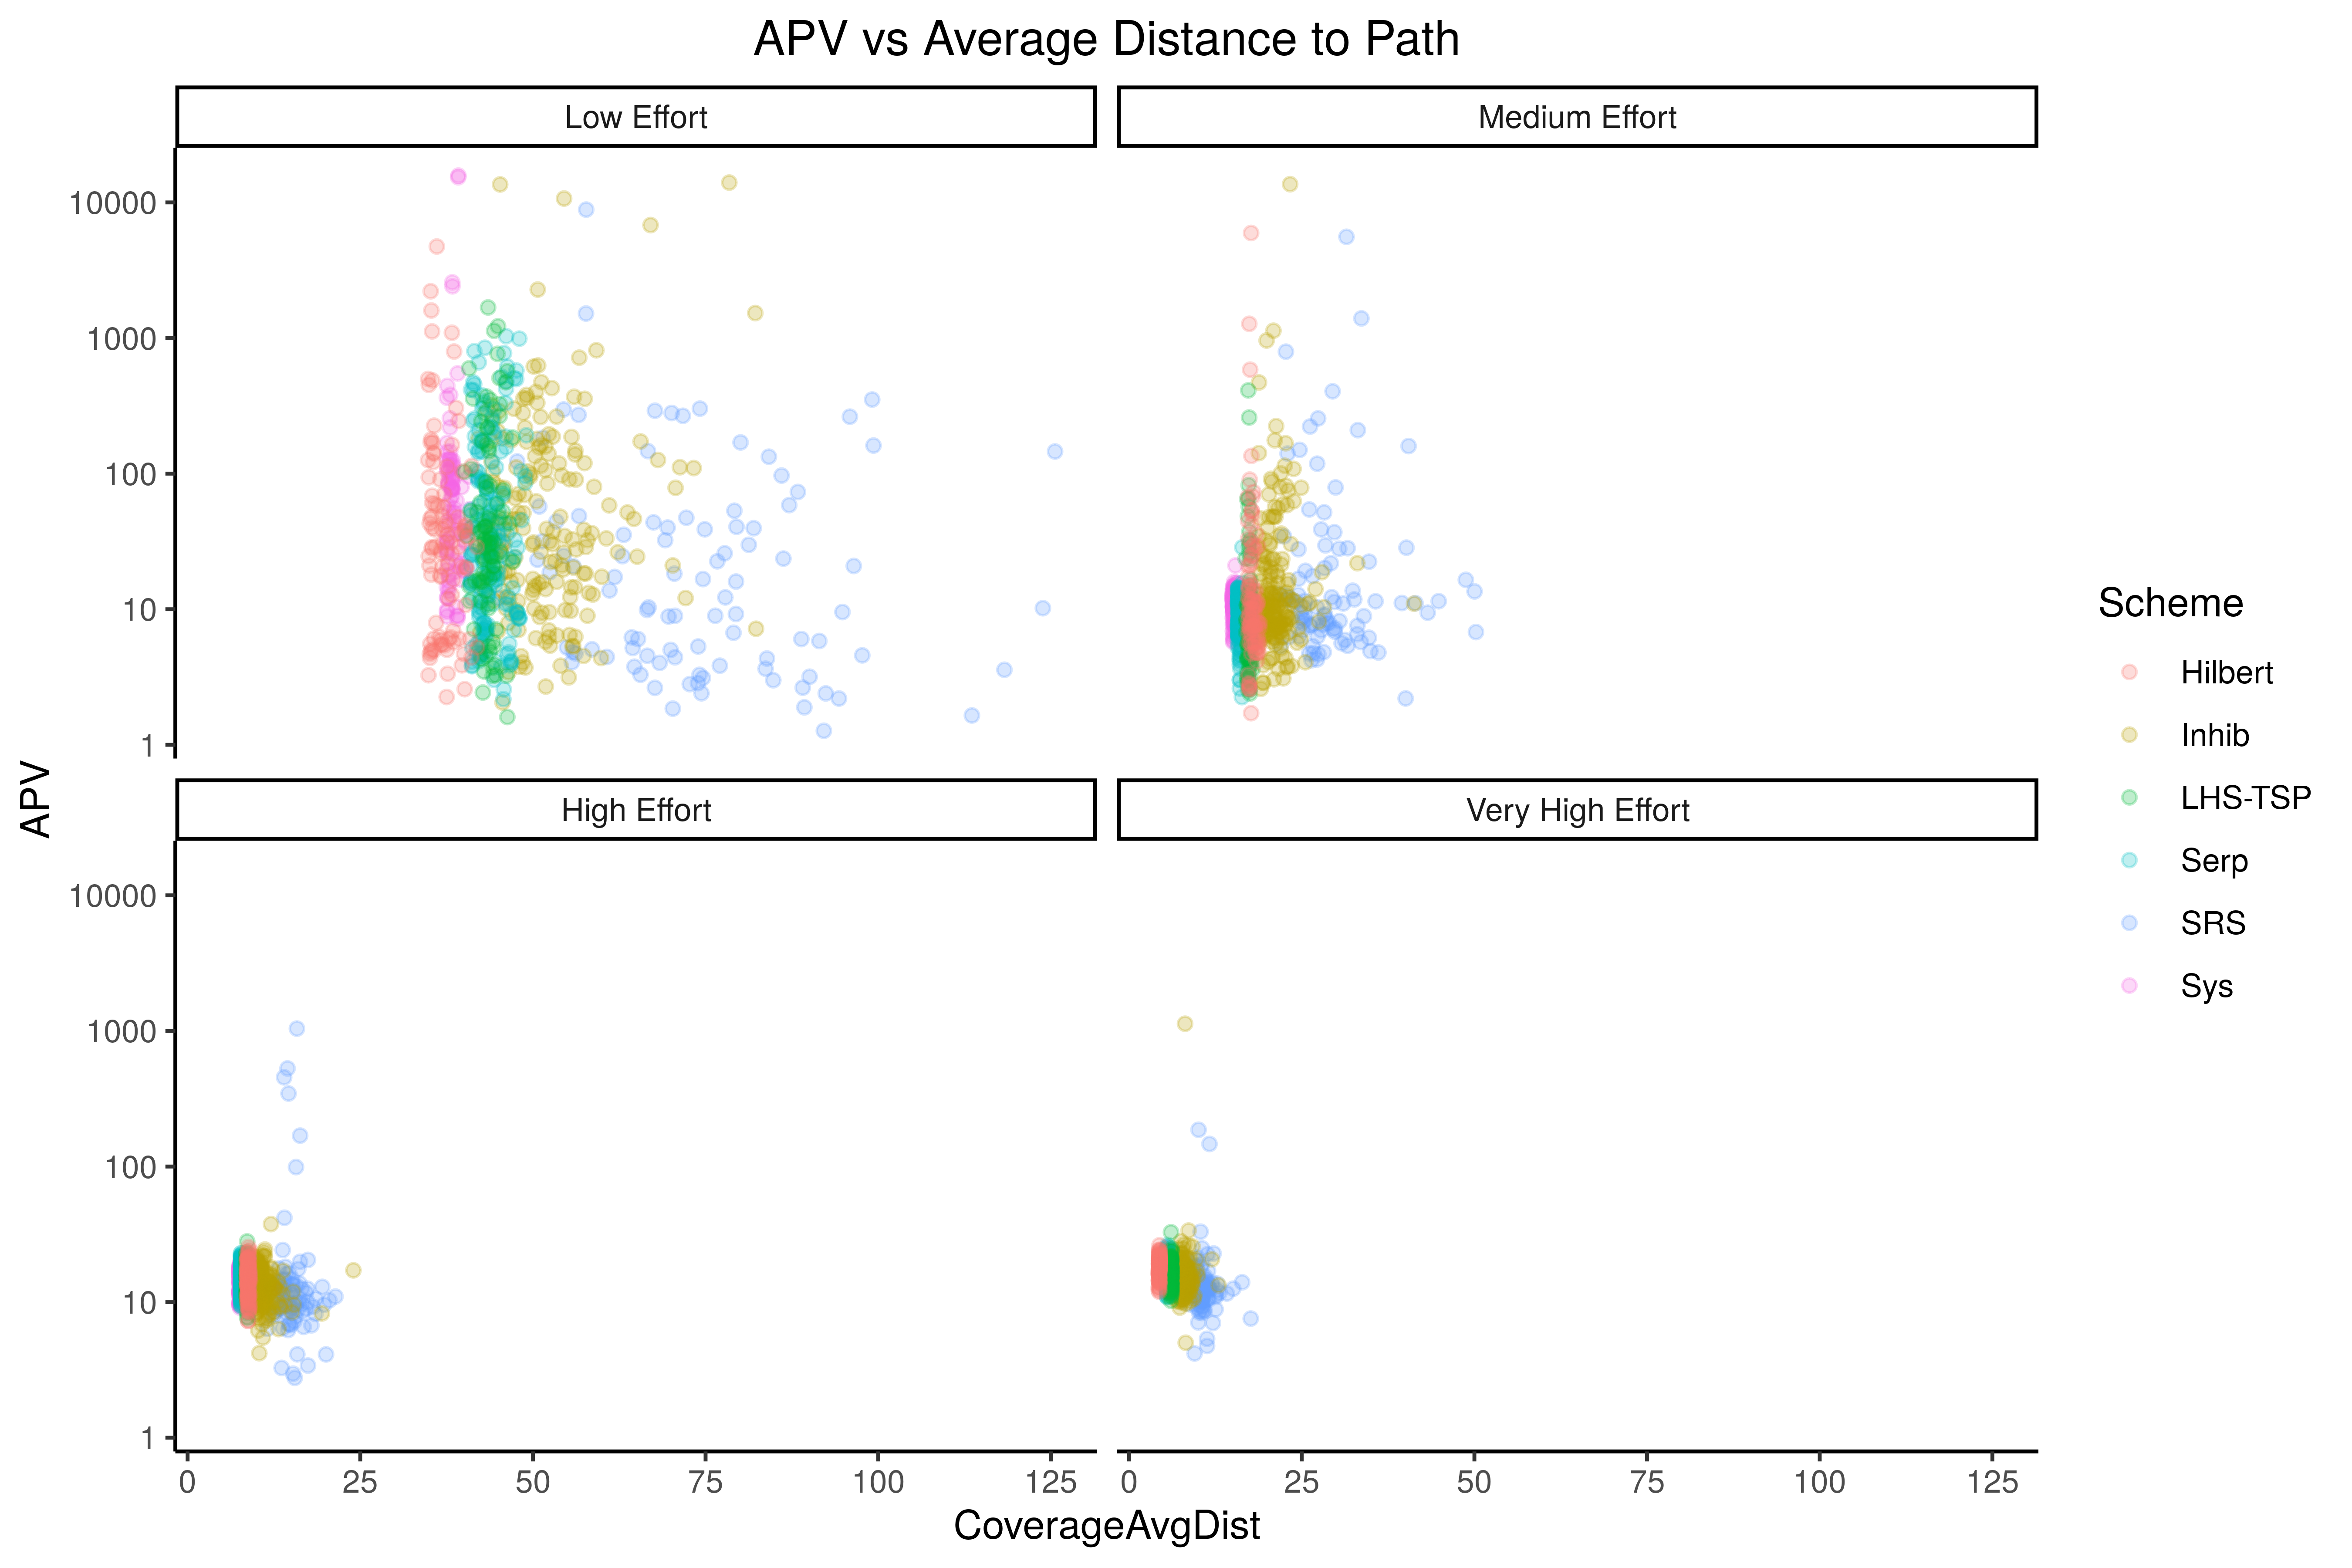 APV vs Average Distance to Path
Low Effort
Medium Effort
10000
1000
100
10
1
High Effort
Very High Effort
10000
1000
100
10
1
0 25 50 75 100 125
0 25 50 75 100 125
CoverageAvgDist
APV
Scheme
Hilbert
Inhib
LHS-TSP
Serp
SRS
Sys